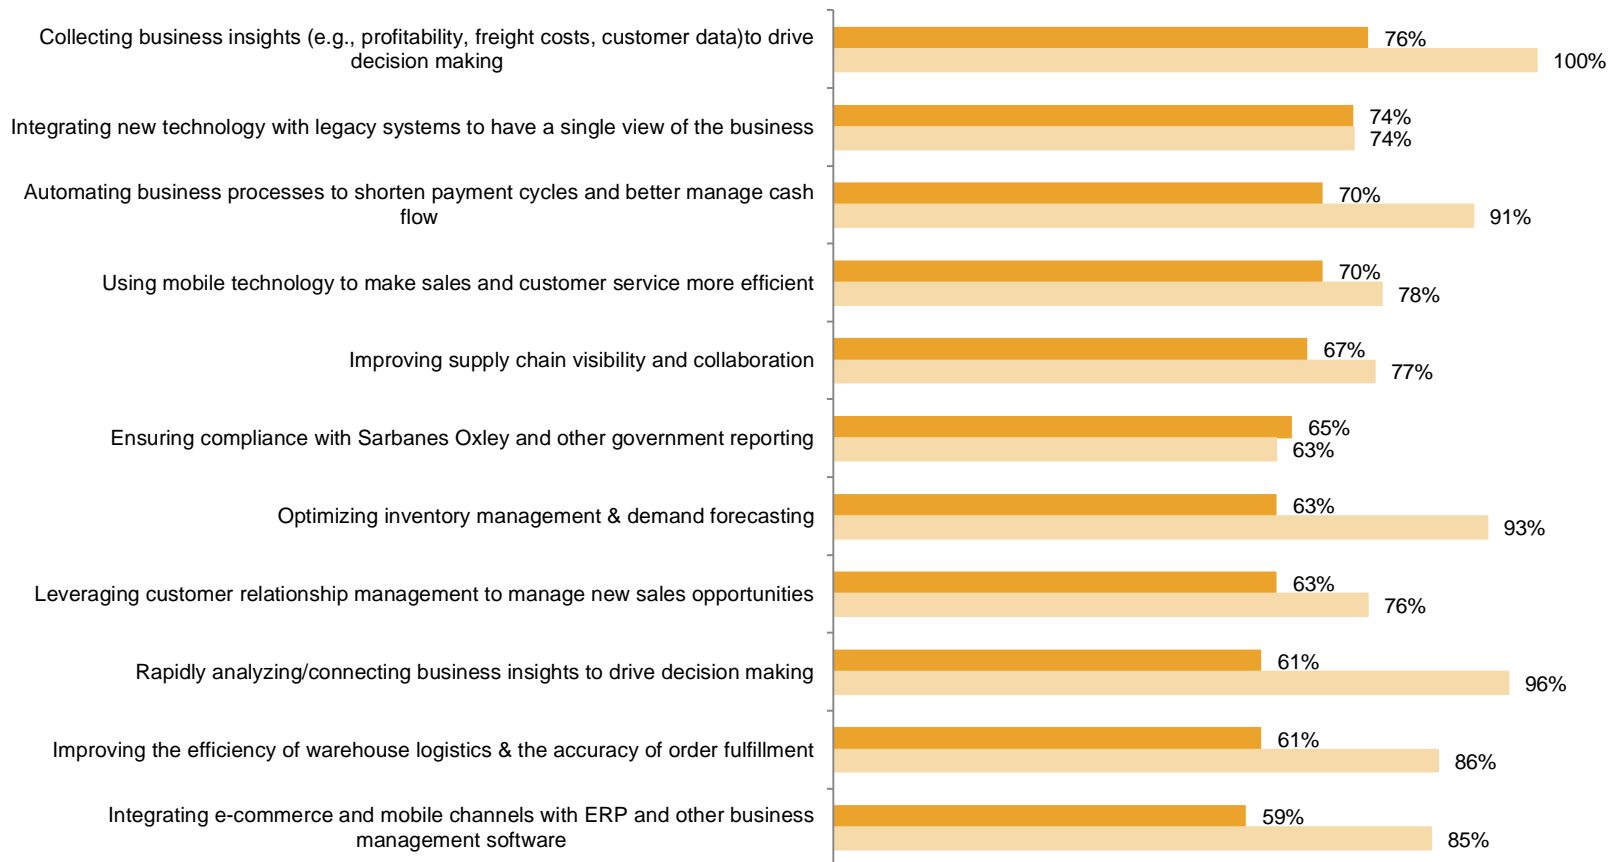 Collecting business insights (e.g., profitability, freight costs, customer data)to drive
decision making
76%
100%
Integrating new technology with legacy systems to have a single view of the business
74%
74%
Automating business processes to shorten payment cycles and better manage cash
flow
70%
91%
Using mobile technology to make sales and customer service more efficient
70%
78%
Improving supply chain visibility and collaboration
67%
77%
Ensuring compliance with Sarbanes Oxley and other government reporting
65%
63%
Optimizing inventory management & demand forecasting
63%
93%
Leveraging customer relationship management to manage new sales opportunities
63%
76%
Rapidly analyzing/connecting business insights to drive decision making
61%
96%
Improving the efficiency of warehouse logistics & the accuracy of order fulfillment
61%
86%
Integrating e-commerce and mobile channels with ERP and other business
management software
59%
85%